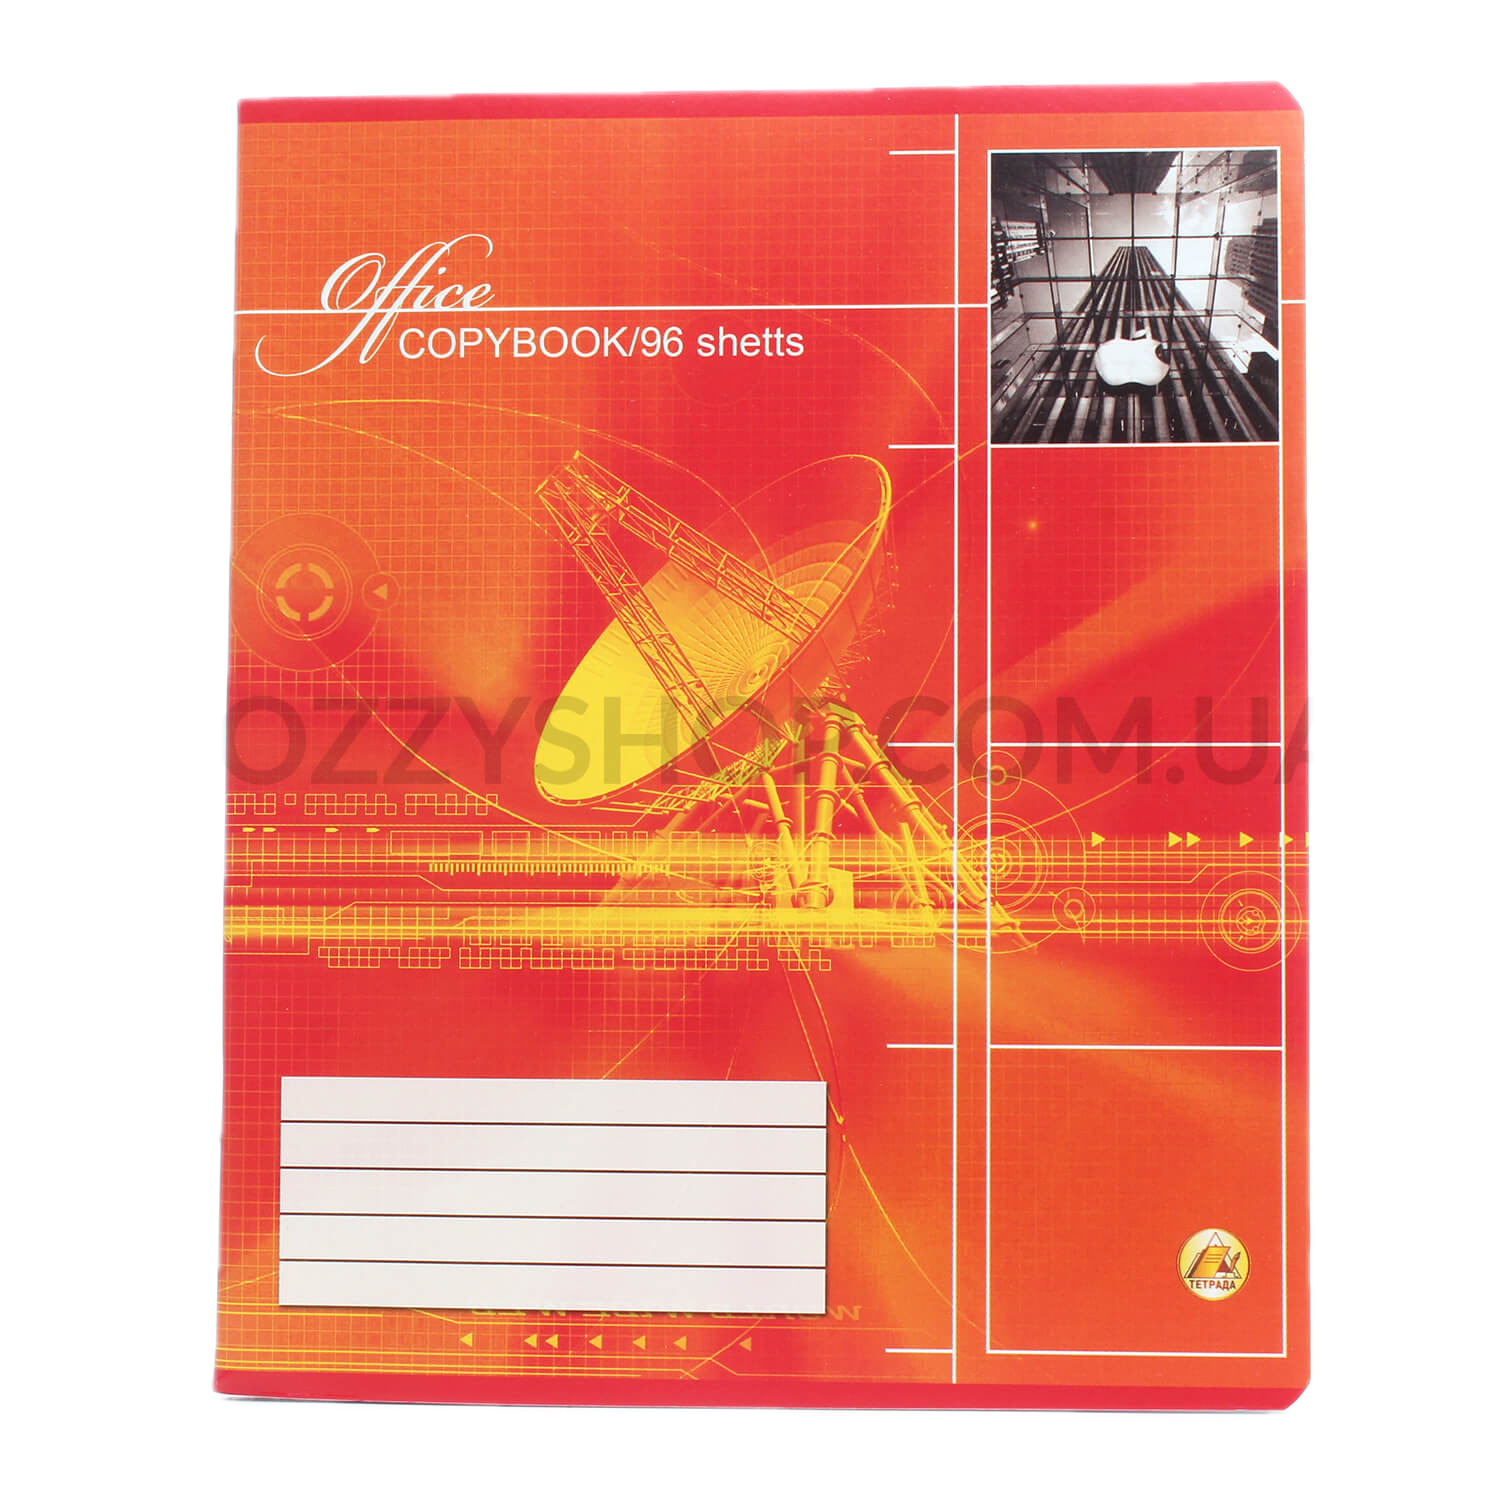 Office
COPYBOOK/96 shetts
OZZYSHOP.COM.UA
ТЕТРАДА